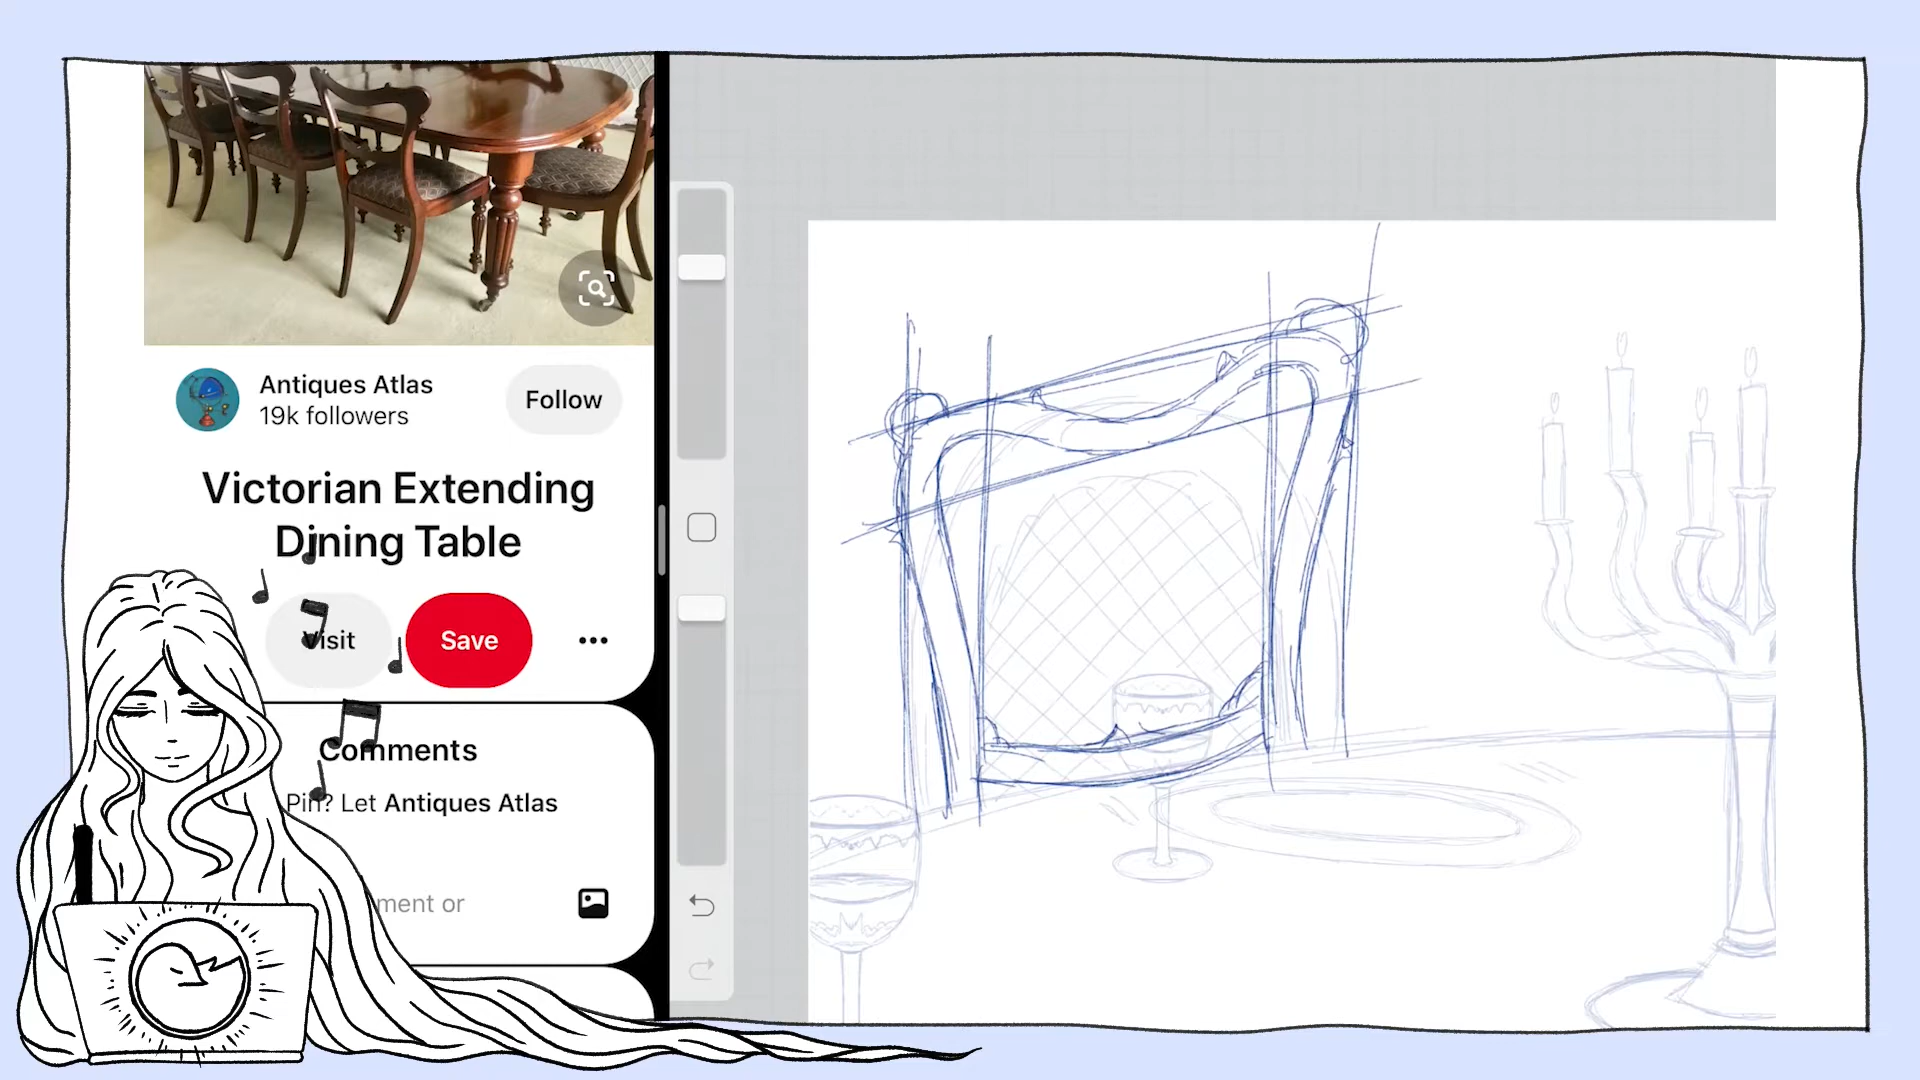 Antiques Atlas
19k followers
Follow
Victorian Extending
Dining Table
Visit
Save
Comments
Pin? Let Antiques Atlas
ment or